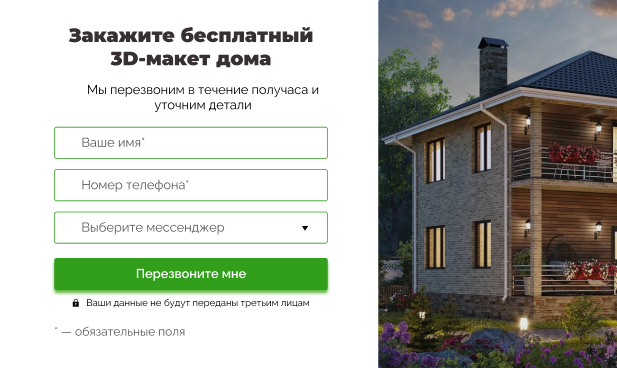 Закажите бесплатный
3D-макет дома
Мы перезвоним в течение получаса и
уточним детали
Ваше имя*
Номер телефона*
Выберите мессенджер
Перезвоните мне
Ваши данные не будут переданы третьим лицам
* — обязательные поля